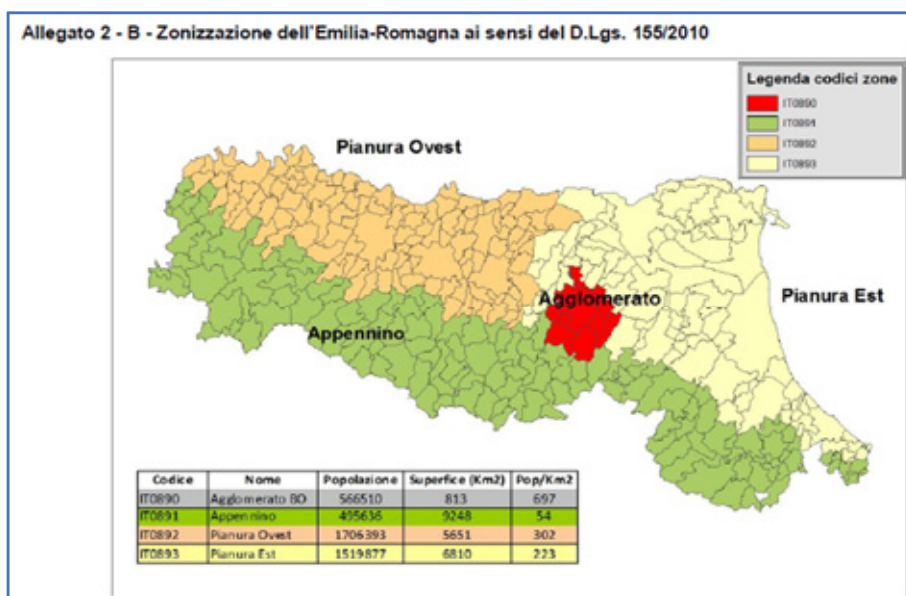 Allegato 2 - B - Zonizzazione dell'Emilia-Romagna ai sensi del D.Lgs. 155/2010
Legenda codici zone
IT0890
IT0891
IT0892
IT0893
Pianura Ovest
Agglomerato
Pianura Est
Appennino
Codice Nome Popolazione Superfice (Km2) Pop/Km2
IT0890 Agglomerato BO 566510 813 697
IT0891 Appennino 495636 9248 54
IT0892 Pianura Ovest 1706393 5651 302
IT0893 Pianura Est 1519877 6810 223